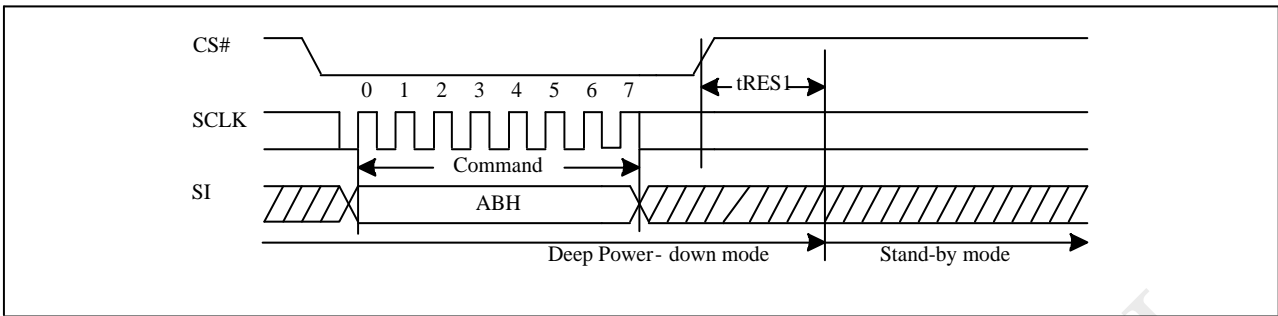 CS#
tRES1
0 1 2 3 4 5 6 7
SCLK
Command
SI
ABH
Deep Power- down mode Stand-by mode